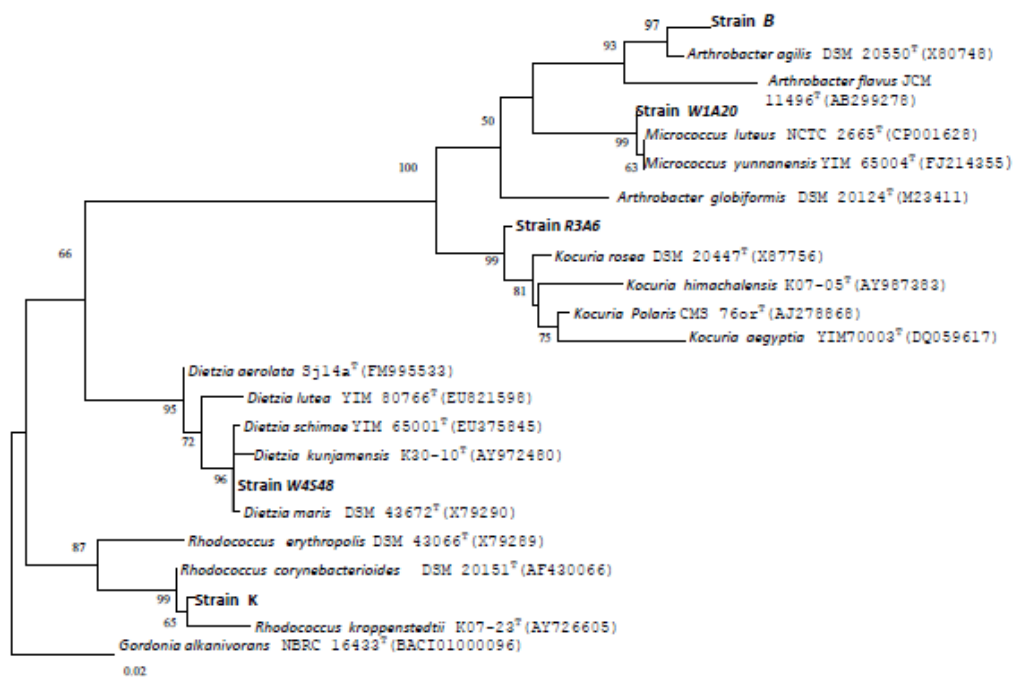 97 Strain B
93
Arthrobacter agilis DSM 20550T(X80748)
Arthrobacter flavus JCM
11496T(AB299278)
50 Strain W1A20
99 Micrococcus luteus NCTC 2665T(CP001628)
63 Micrococcus yunnanensis YIM 65004T(FJ214355)
100
Arthrobacter globiformis DSM 20124T(M23411)
Strain R3A6
66
99 Kocuria rosea DSM 20447T(X87756)
81 Kocuria himachalensis K07-05T(AY987383)
Kocuria Polaris CMS 76orT(AJ278868)
75 Kocuria aegyptia YIM70003T(DQ059617)
Dietzia aerolata Sj14aT(FM995533)
95 Dietzia lutea YIM 80766T(EU821598)
72 Dietzia schimae YIM 65001T(EU375845)
Dietzia kunjamensis K30-10T(AY972480)
96 Strain W4S48
Dietzia maris DSM 43672T(X79290)
87 Rhodococcus erythropolis DSM 43066T(X79289)
Rhodococcus corynebacterioides DSM 20151T(AF430066)
99 Strain K
65 Rhodococcus kroppenstedtii K07-23T(AY726605)
Gordonia alkanivorans NBRC 16433T(BACI01000096)
0.02